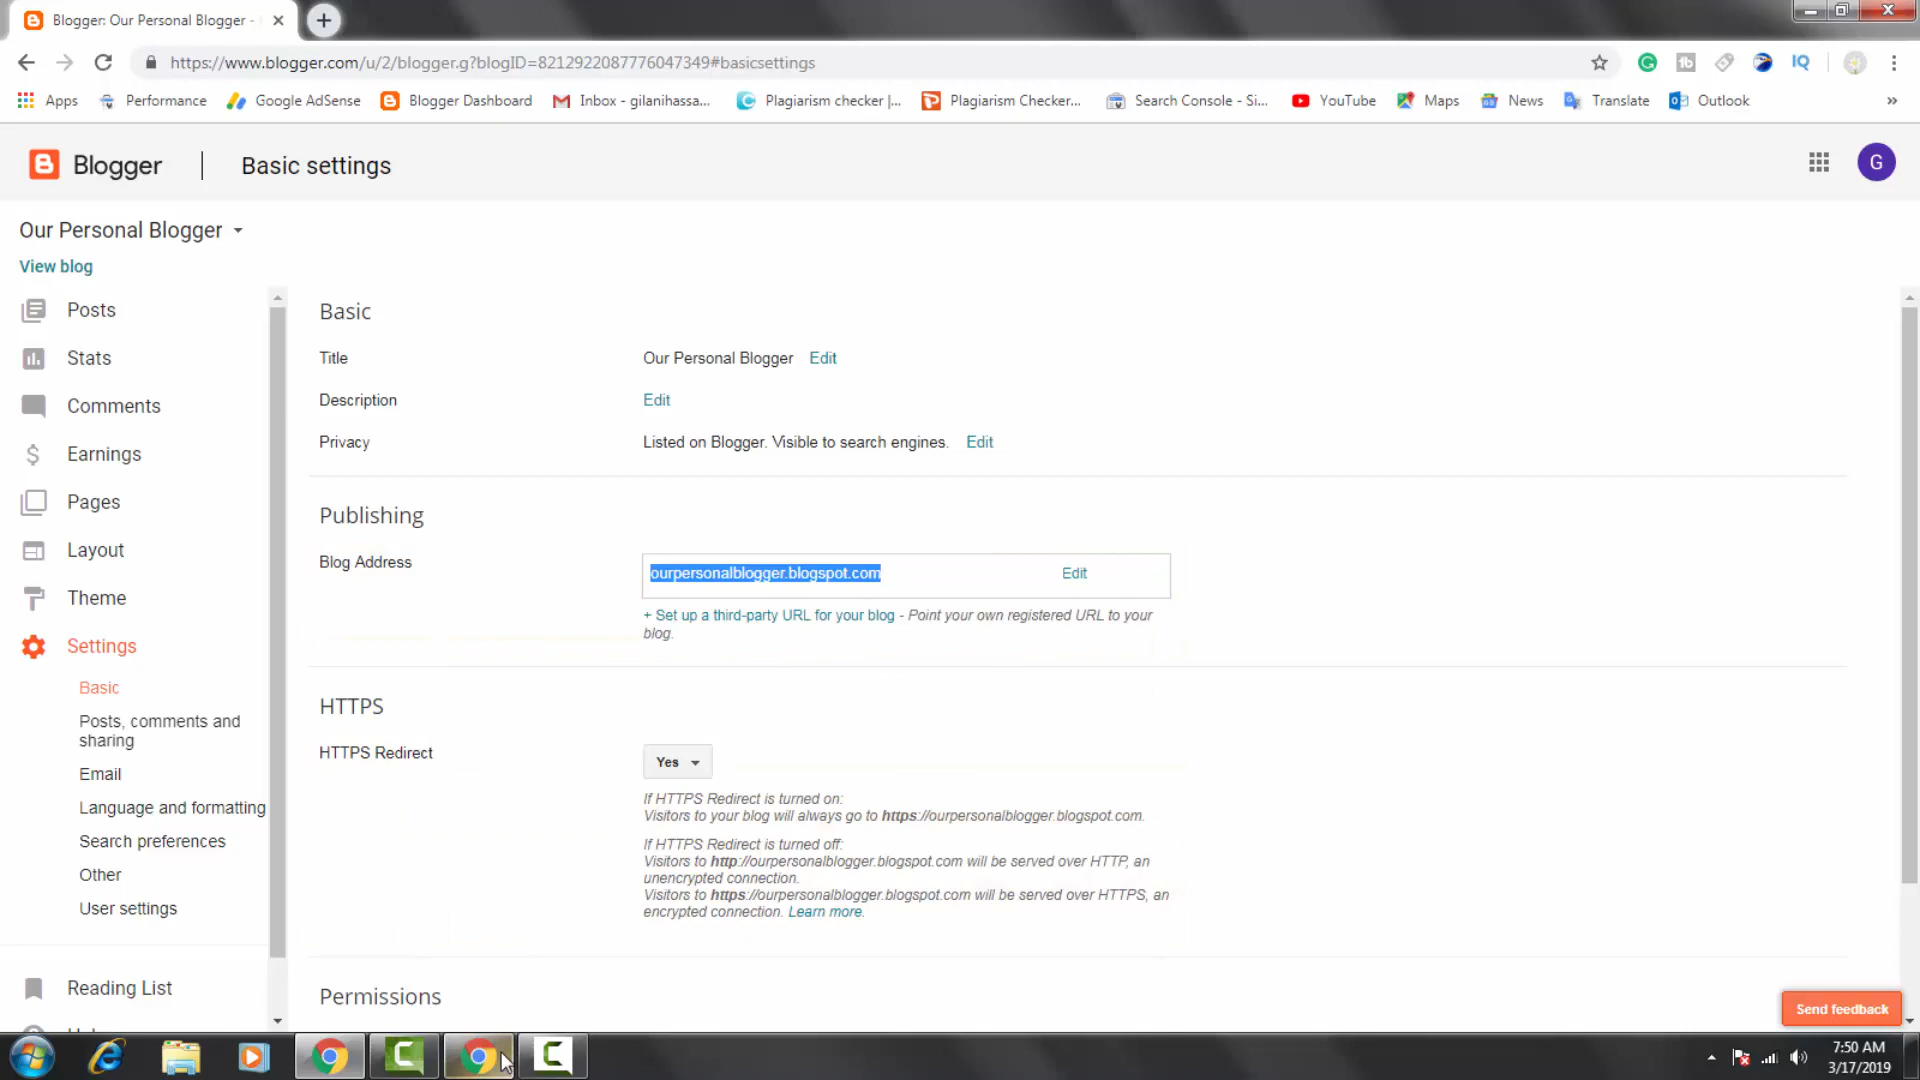 Blogger: Our Personal Blogger -
https://www.blogger.com/u/2/blogger.g?blogID=8212922087776047349#basicsettings
Apps Performance Google AdSense Blogger Dashboard Inbox - gilanihassa... Plagiarism checker |... Plagiarism Checker... Search Console - Si... YouTube Maps News Translate Outlook »
Blogger | Basic settings
G
Our Personal Blogger
View blog
Posts
Stats
Comments
Earnings
Pages
Layout
Theme
Settings
Basic
Posts, comments and
sharing
Email
Language and formatting
Search preferences
Other
User settings
Reading List
Basic
Title Our Personal Blogger Edit
Description Edit
Privacy Listed on Blogger. Visible to search engines. Edit
Publishing
Blog Address ourpersonalblogger.blogspot.com Edit
+ Set up a third-party URL for your blog - Point your own registered URL to your
blog.
HTTPS
HTTPS Redirect Yes
If HTTPS Redirect is turned on:
Visitors to your blog will always go to https://ourpersonalblogger.blogspot.com.
If HTTPS Redirect is turned off:
Visitors to http://ourpersonalblogger.blogspot.com will be served over HTTP, an
unencrypted connection.
Visitors to https://ourpersonalblogger.blogspot.com will be served over HTTPS, an
encrypted connection. Learn more.
Permissions
Send feedback
7:50 AM
3/17/2019